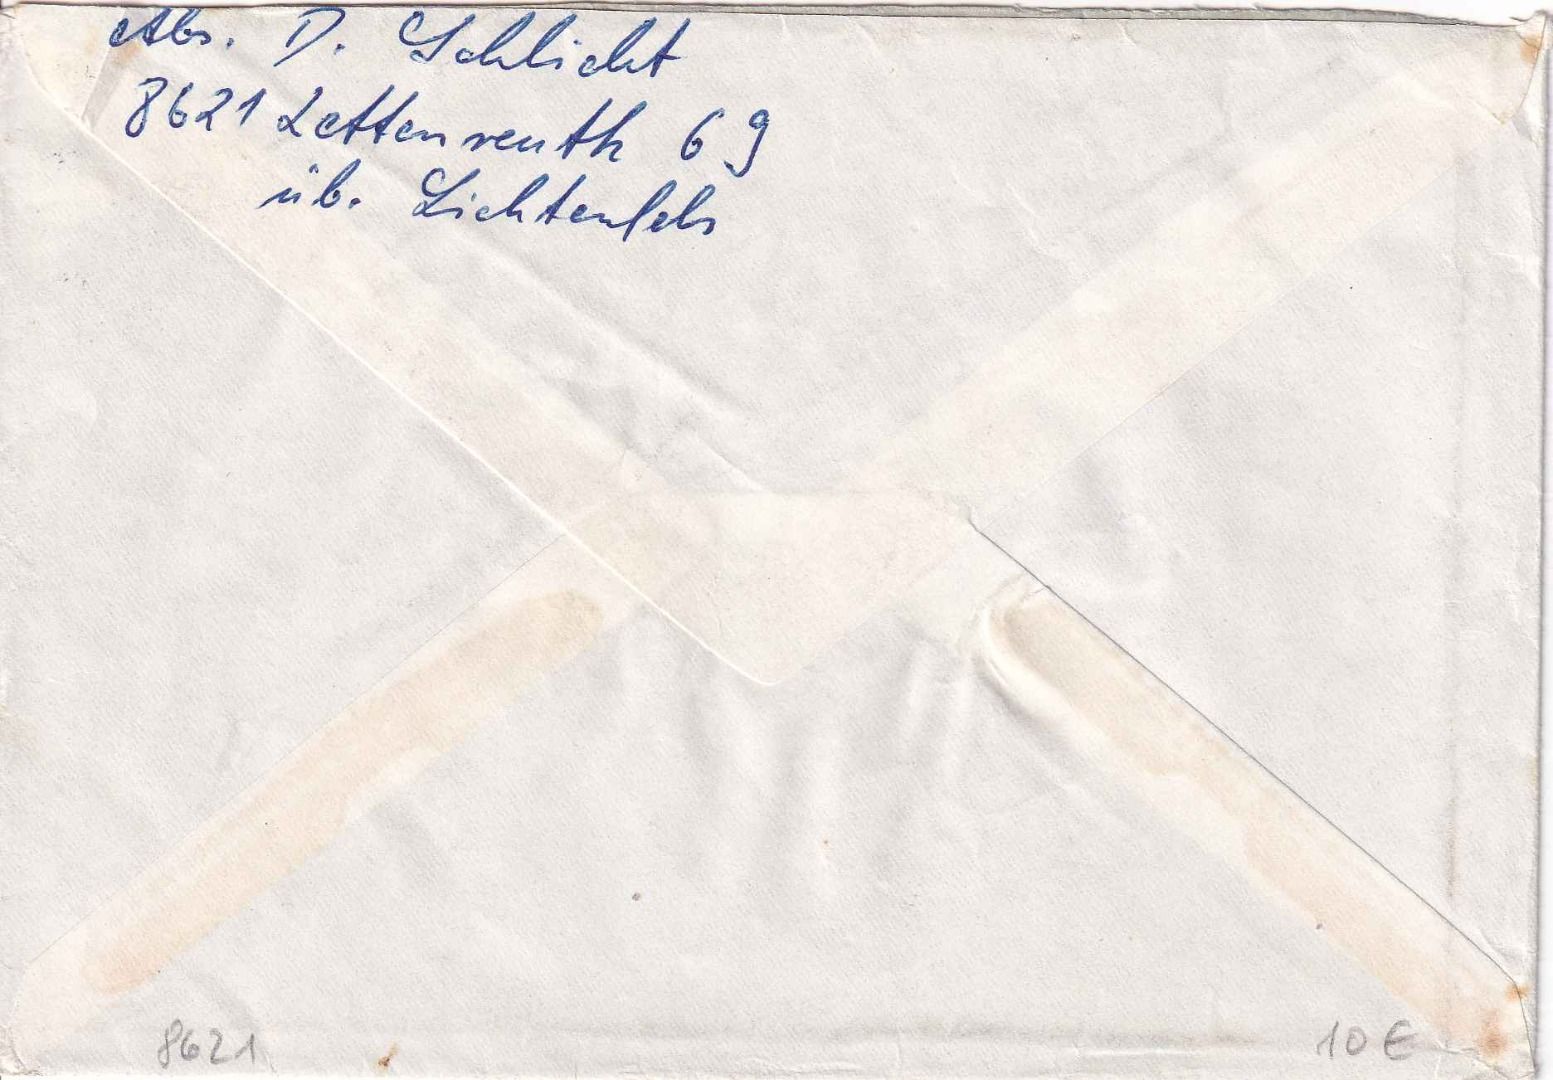 Abs. D. Schlicht
8621 Lettenreuth 69
üb. Lichtenfels
8621
10 €